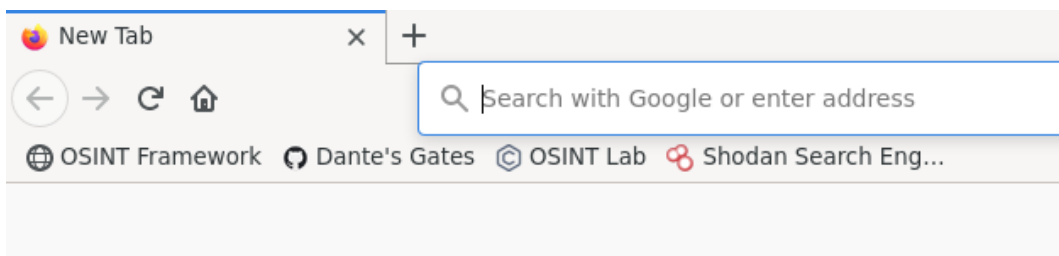 New Tab
Search with Google or enter address
OSINT Framework Dante's Gates OSINT Lab Shodan Search Eng...